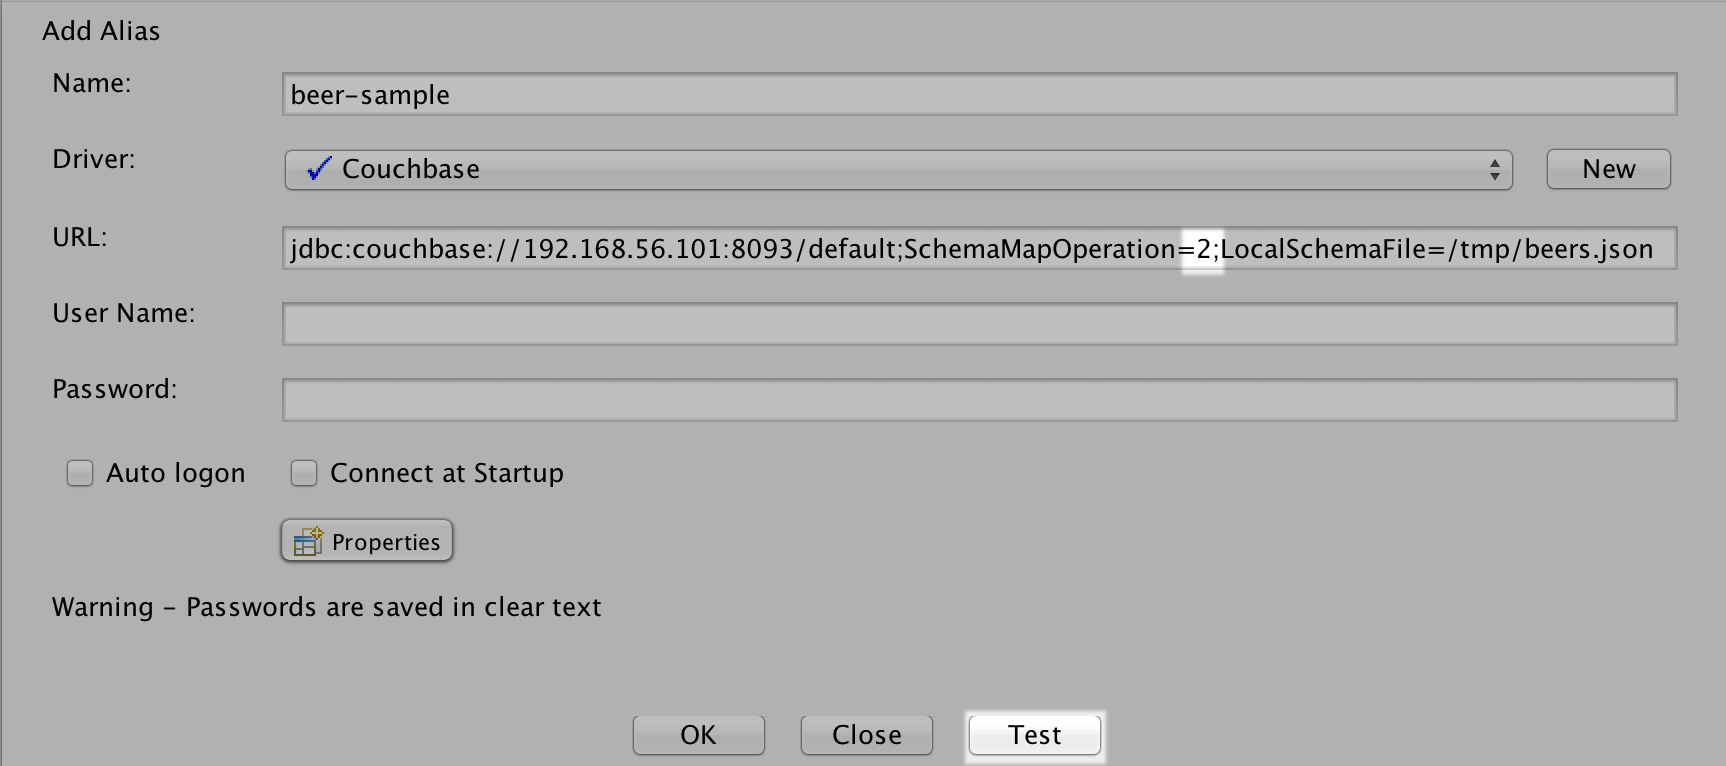 Add Alias
Name:
beer-sample
Driver:
Couchbase
New
URL:
jdbc:couchbase://192.168.56.101:8093/default;SchemaMapOperation=2;LocalSchemaFile=/tmp/beers.json
User Name:
Password:
Auto logon
Connect at Startup
Properties
Warning - Passwords are saved in clear text
OK
Close
Test